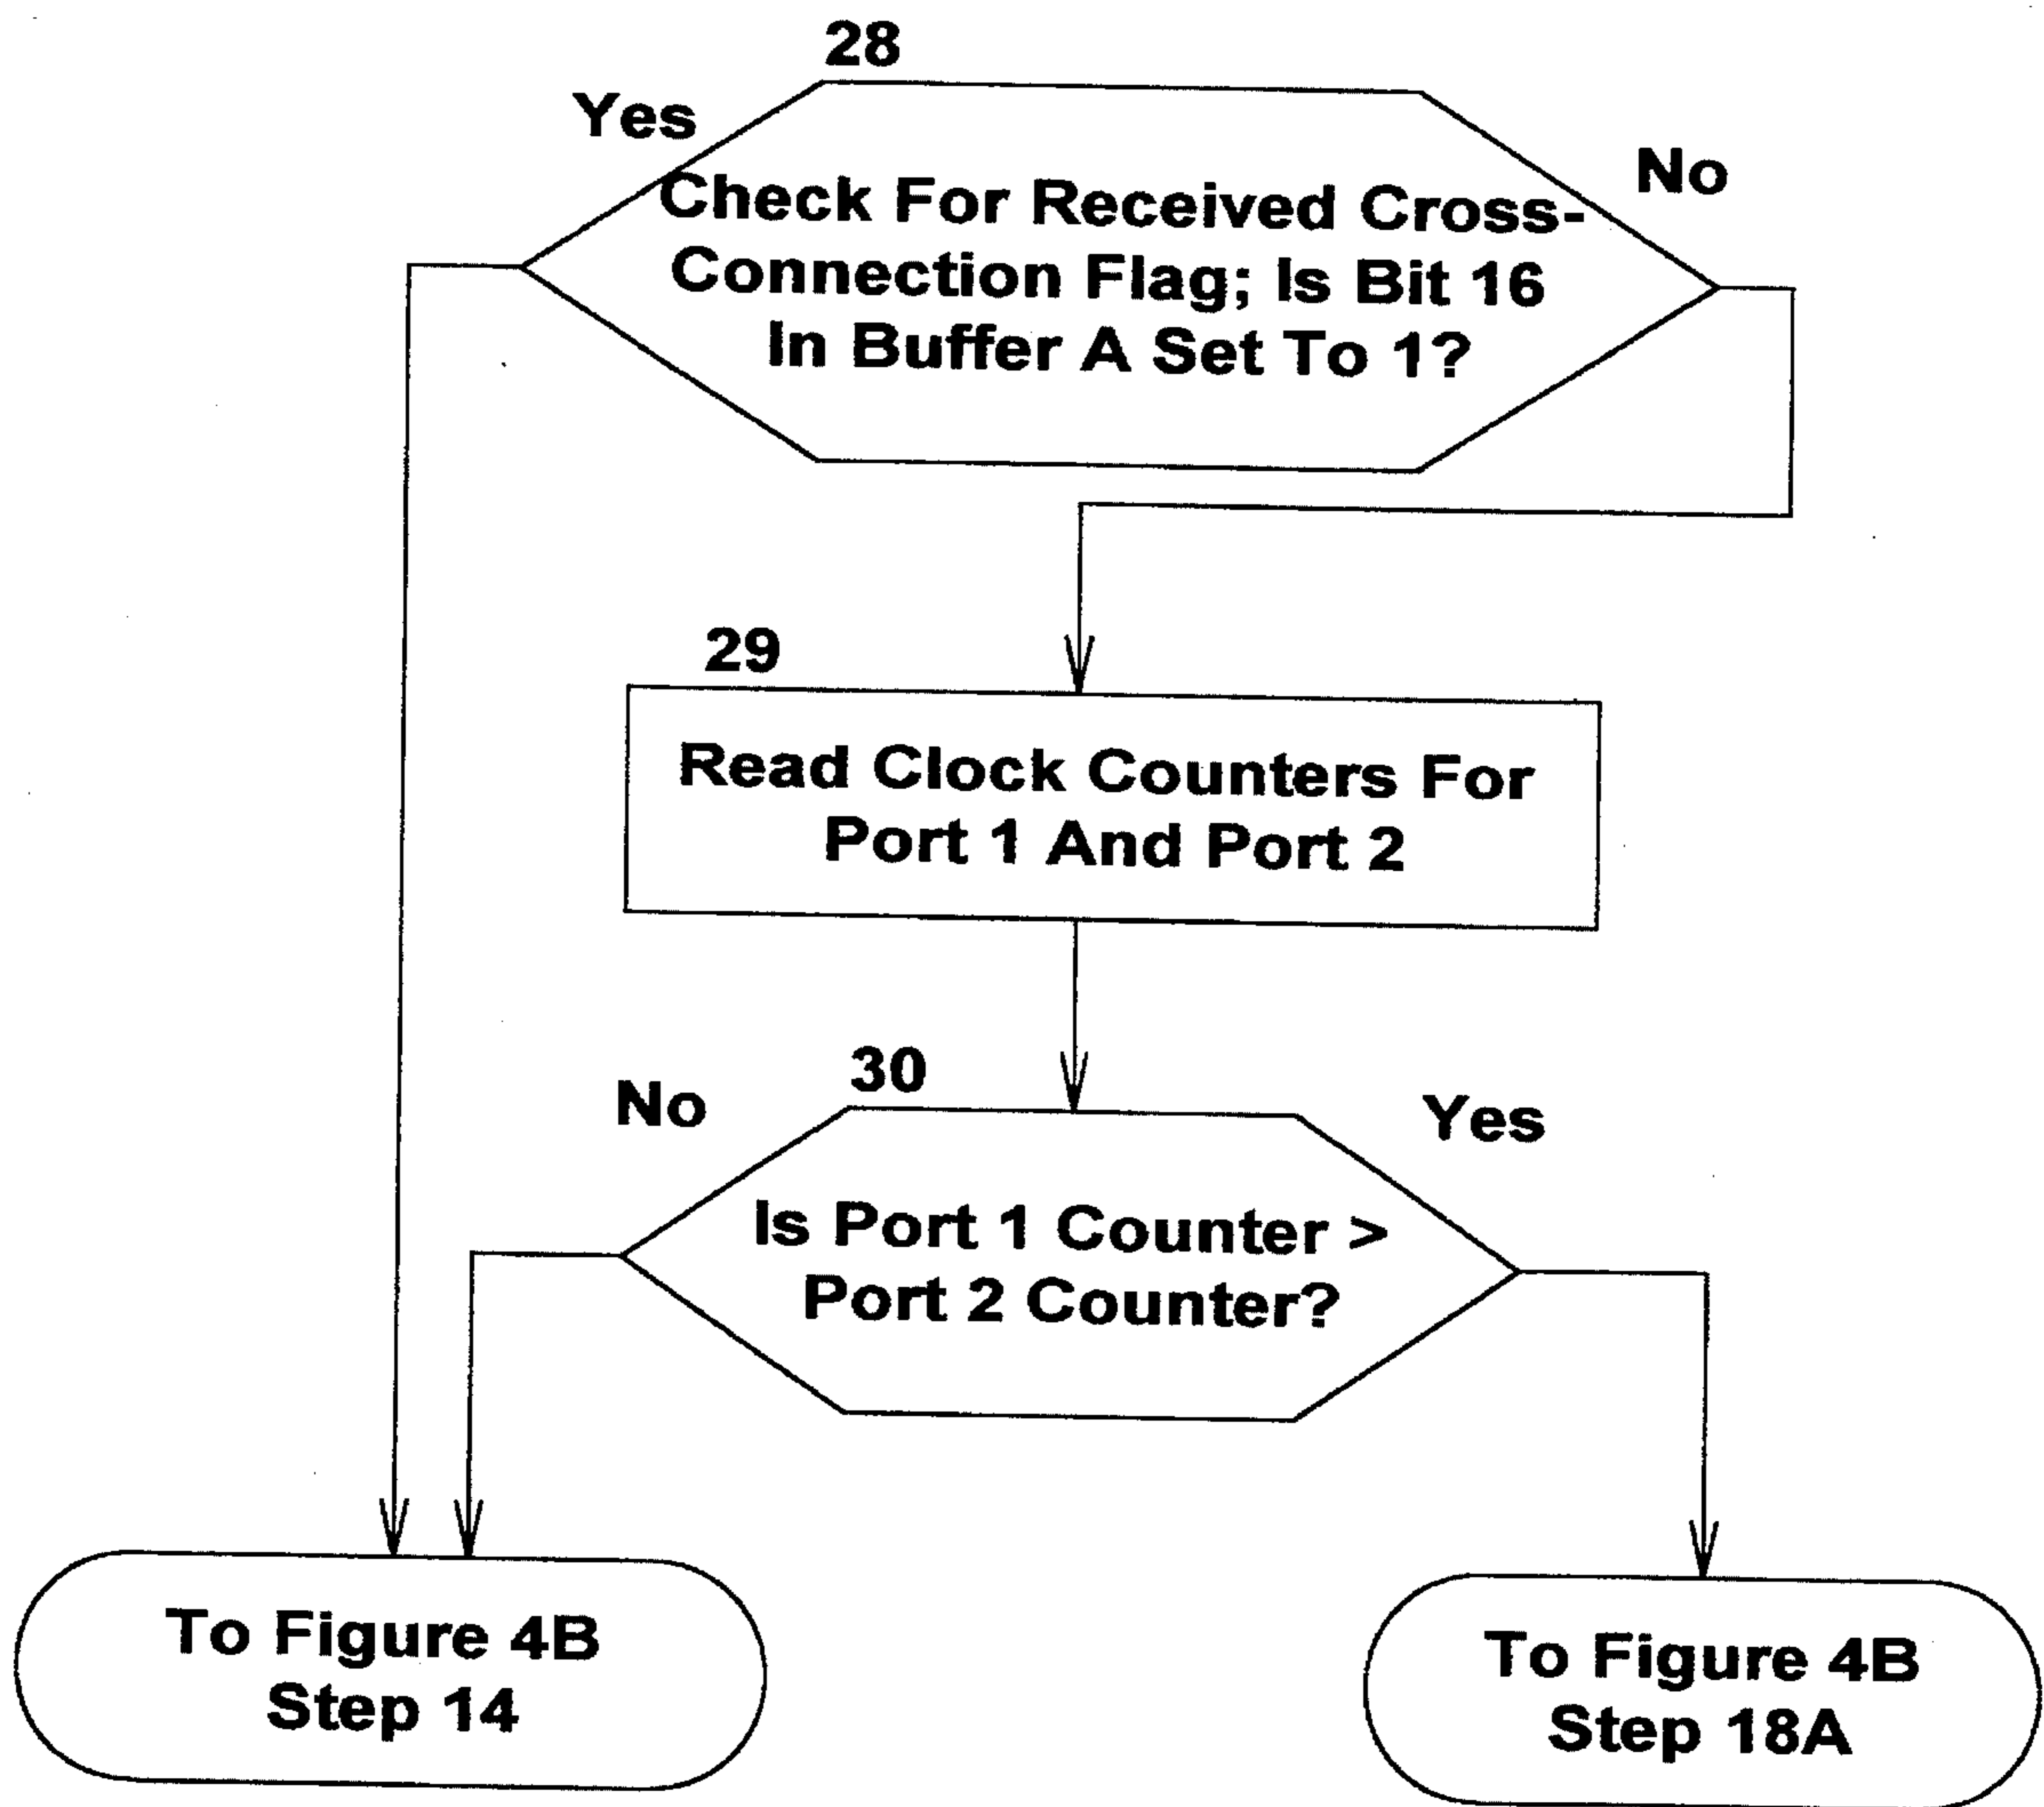 28
Yes
No
Check For Received Cross-
Connection Flag; Is Bit 16
In Buffer A Set To 1?
29
Read Clock Counters For
Port 1 And Port 2
30
No
Yes
Is Port 1 Counter >
Port 2 Counter?
To Figure 4B
Step 14
To Figure 4B
Step 18A